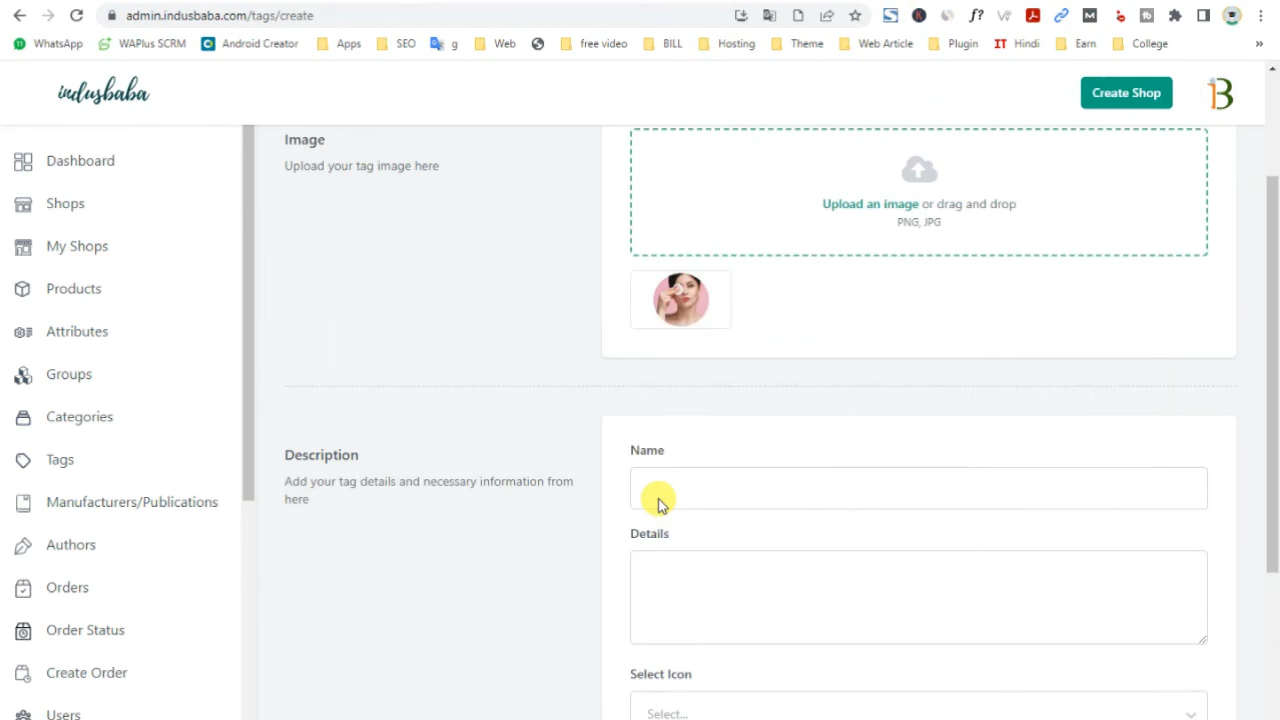 admin.indusbaba.com/tags/create
WhatsApp WAPlus SCRM Android Creator Apps SEO g Web free video BILL Hosting Theme Web Article Plugin IT Hindi Earn College »
indusbaba
Create Shop
B
Dashboard
Shops
My Shops
Products
Attributes
Groups
Categories
Tags
Manufacturers/Publications
Authors
Orders
Order Status
Create Order
Users
Image
Upload your tag image here
Upload an image or drag and drop
PNG, JPG
Description
Add your tag details and necessary information from
here
Name
Details
Select Icon
Select...